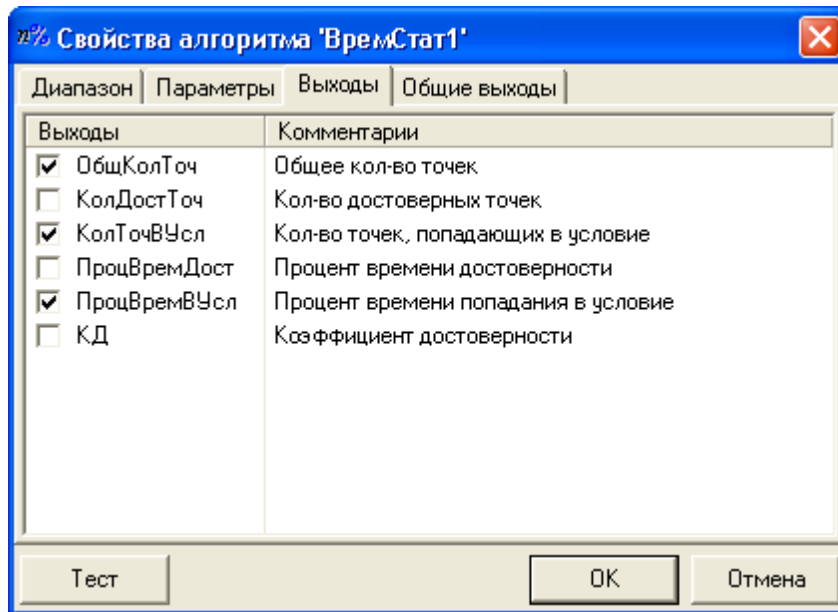 n% Свойства алгоритма 'ВремСтат1'
Диапазон Параметры Выходы Общие выходы
Выходы Комментарии
ОбщКолТоч Общее кол-во точек
КолДостТоч Кол-во достоверных точек
КолТочВУсл Кол-во точек, попадающих в условие
ПроцВремДост Процент времени достоверности
ПроцВремВУсл Процент времени попадания в условие
КД Коэффициент достоверности
Тест OK Отмена